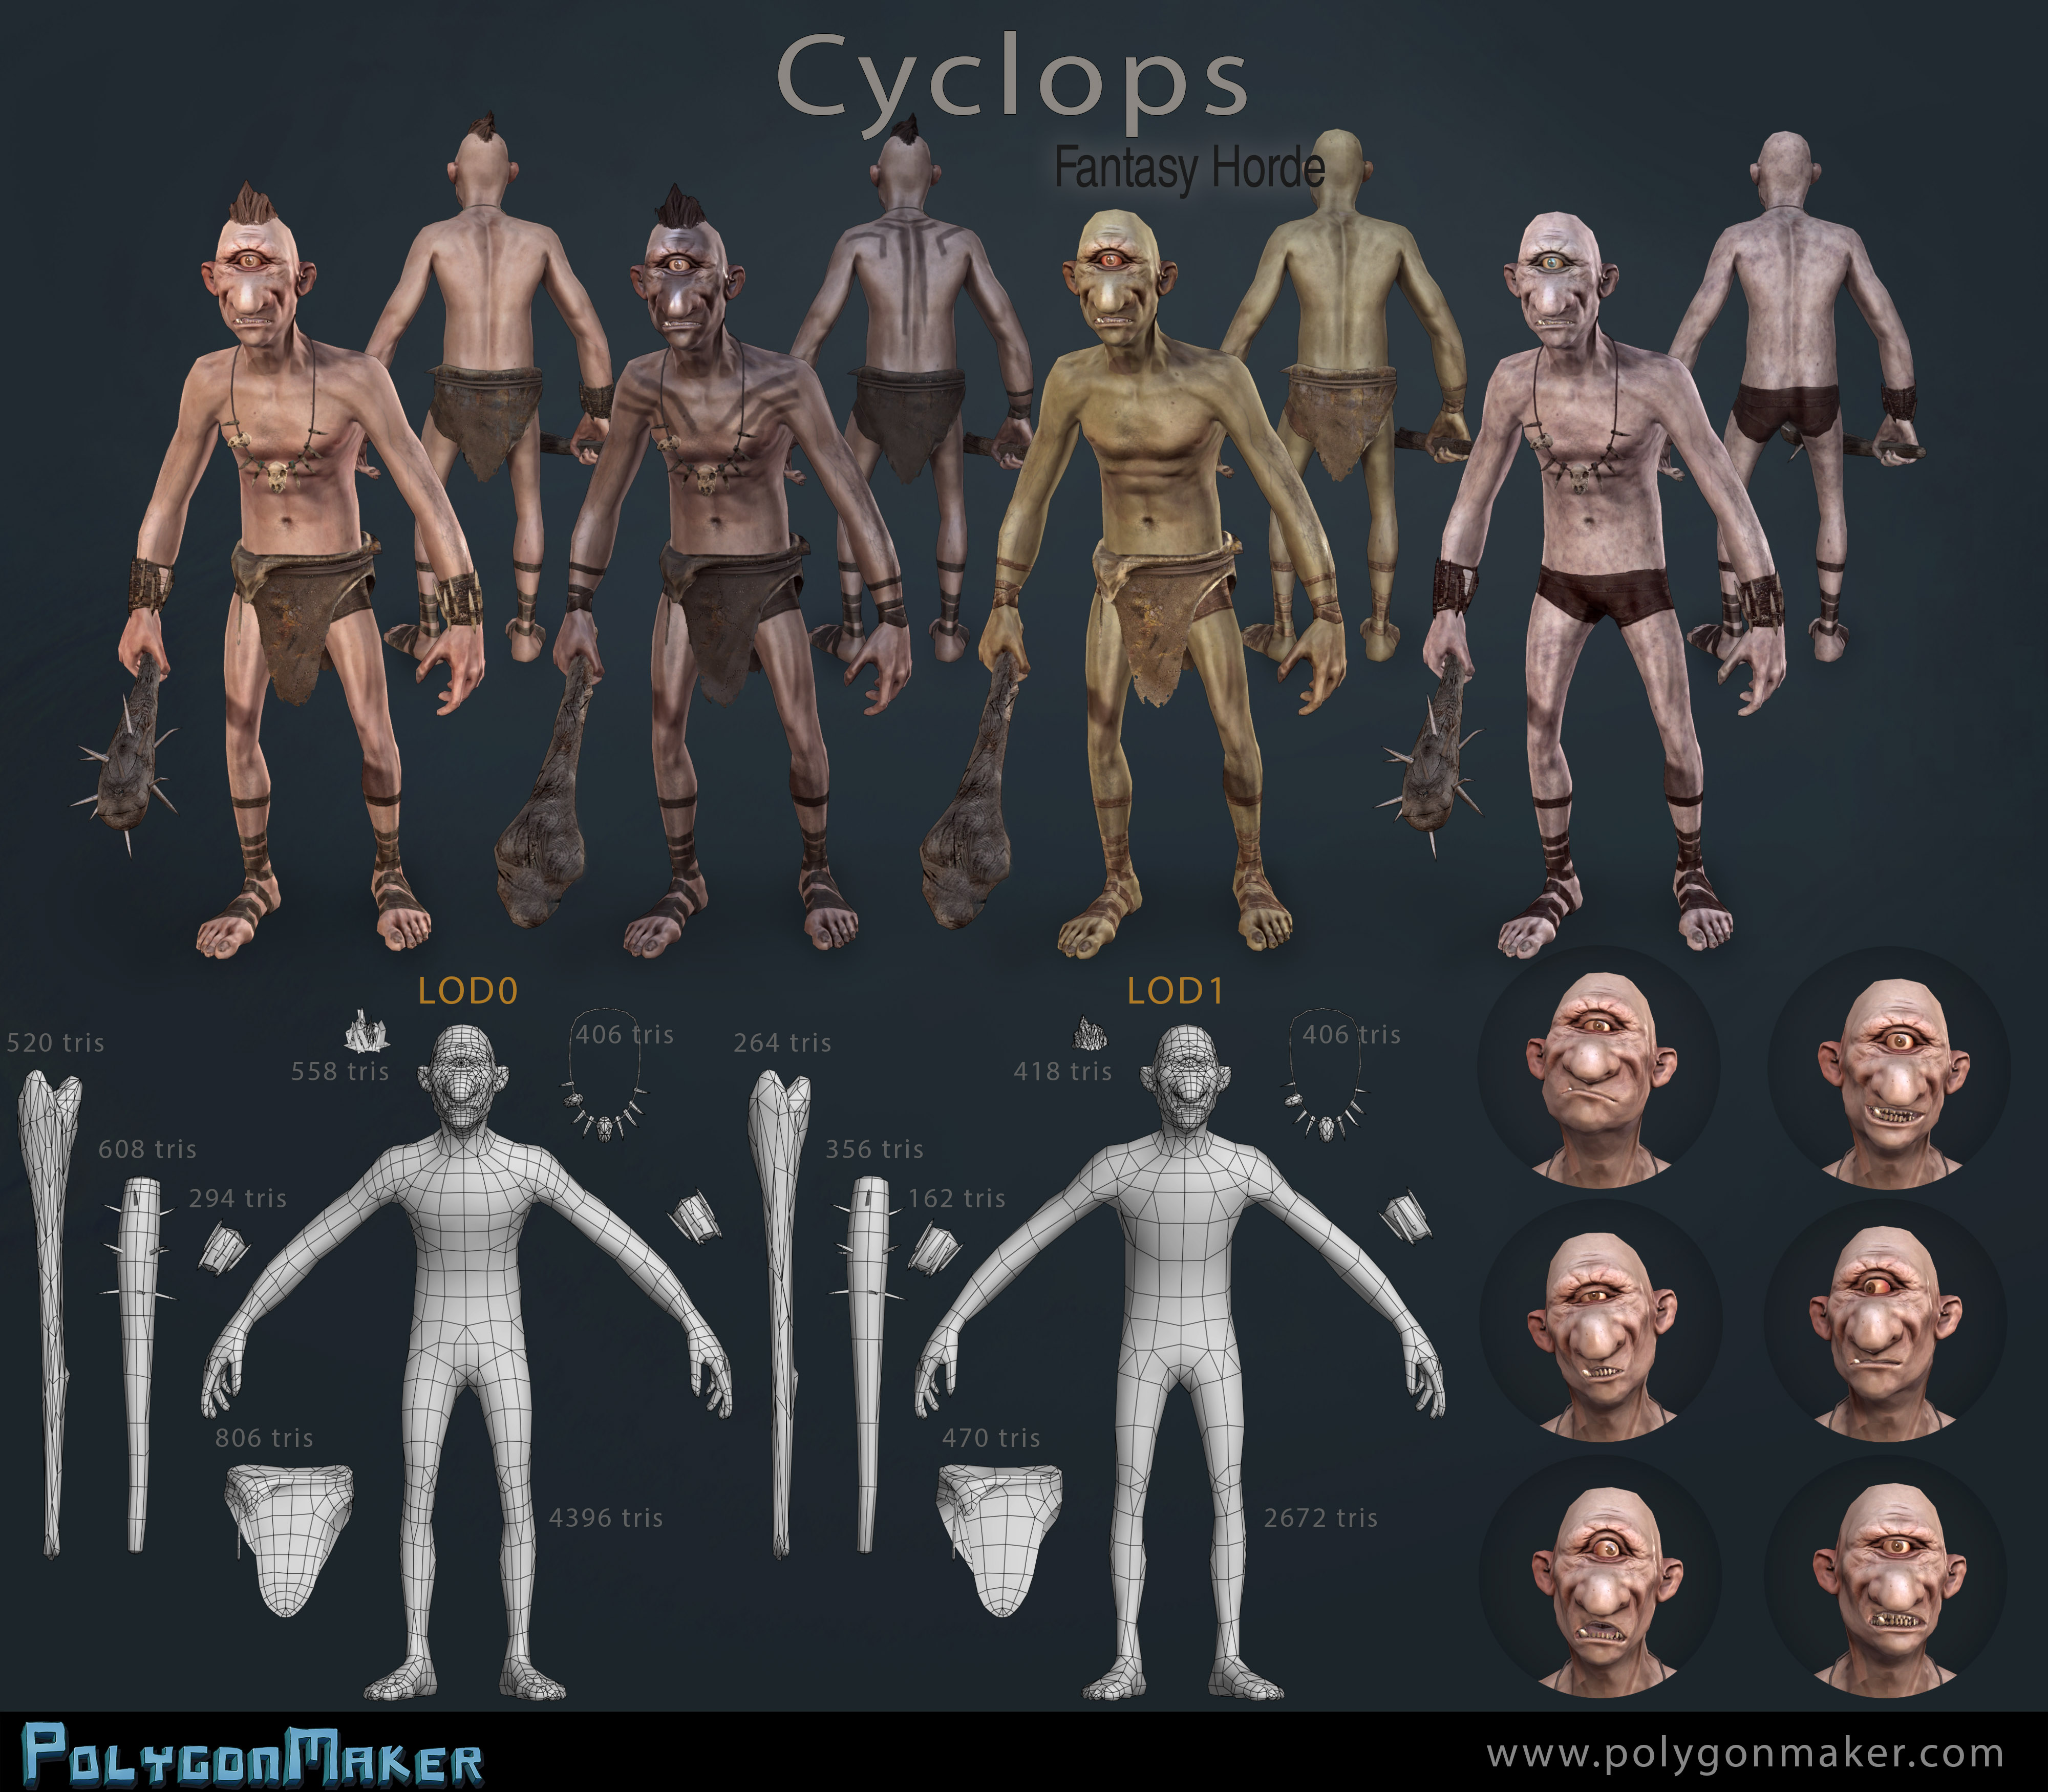 Cyclops
Fantasy Horde
LOD0
LOD1
520 tris
558 tris
406 tris
264 tris
418 tris
406 tris
608 tris
294 tris
356 tris
162 tris
806 tris
4396 tris
470 tris
2672 tris
POLYGONMAKER
www.polygonmaker.com